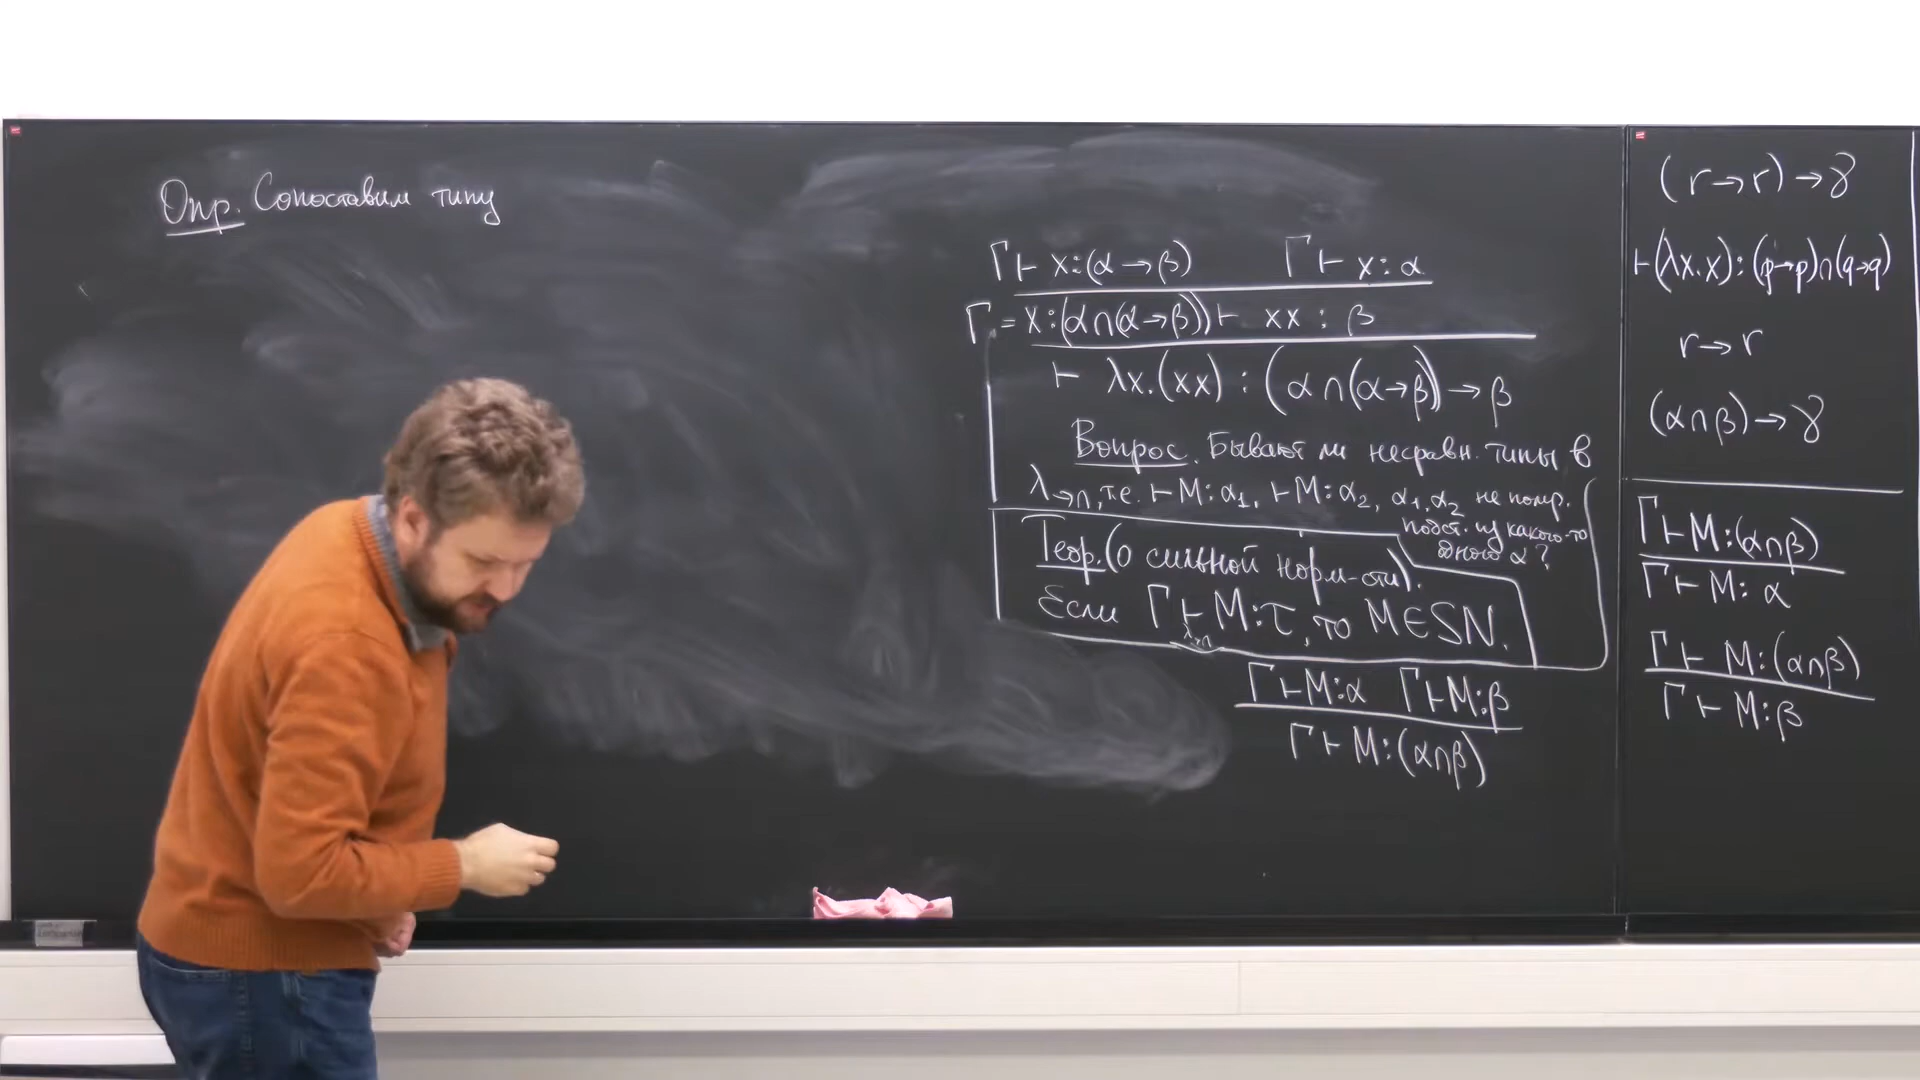 Опр. Сопоставим типу
Γ ⊢ x:(α→β)    Γ ⊢ x:α
Γ = x:(α∩(α→β)) ⊢ xx : β
⊢ λx.(xx) : (α∩(α→β))→β
Вопрос. Бывают ли несравн. типы в
λ→∩, т.е. ⊢M:α₁, ⊢M:α₂, α₁,α₂ не получ.
подст. из какого-то
одного α?
Теор. (о сильной норм-сти).
Если Γ ⊢ M:τ, то M∈SN.
λ→∩
Γ⊢M:α    Γ⊢M:β
Γ ⊢ M:(α∩β)
(r→r)→γ
⊢(λx.x):(p→p)∩(q→q)
r→r
(α∩β)→γ
Γ⊢M:(α∩β)
Γ⊢M:α
Γ⊢M:(α∩β)
Γ⊢M:β